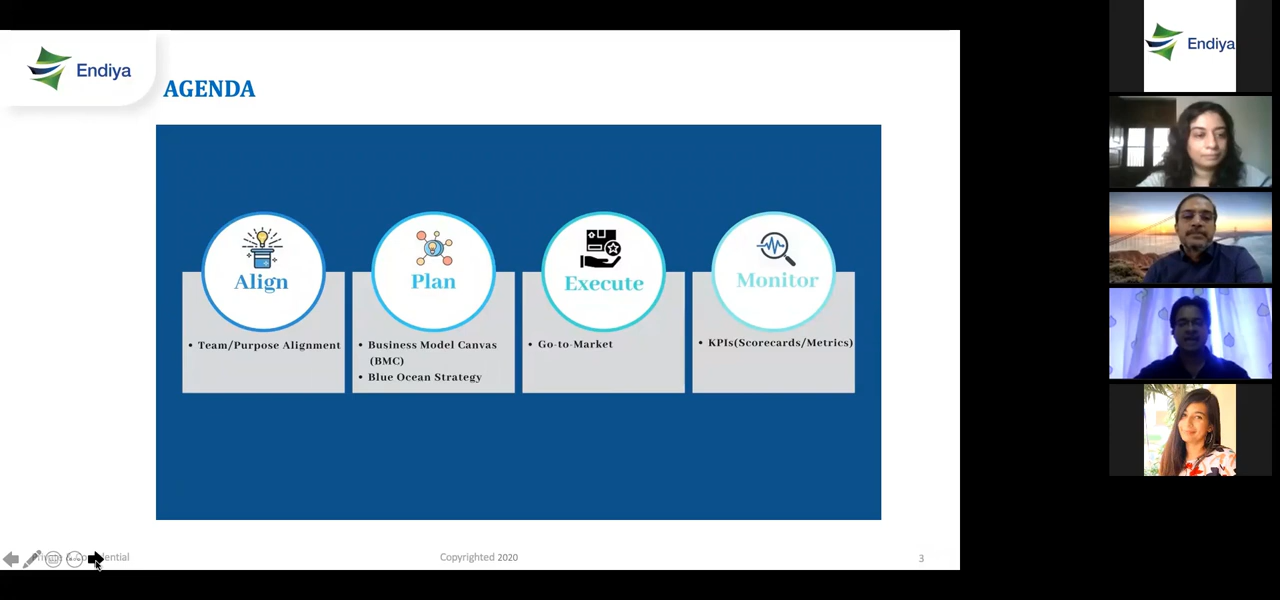 Endiya
AGENDA
Align
Plan
Execute
Monitor
• Team/Purpose Alignment
• Business Model Canvas
(BMC)
• Blue Ocean Strategy
• Go-to-Market
• KPIs(Scorecards/Metrics)
Copyrighted 2020
3
Endiya